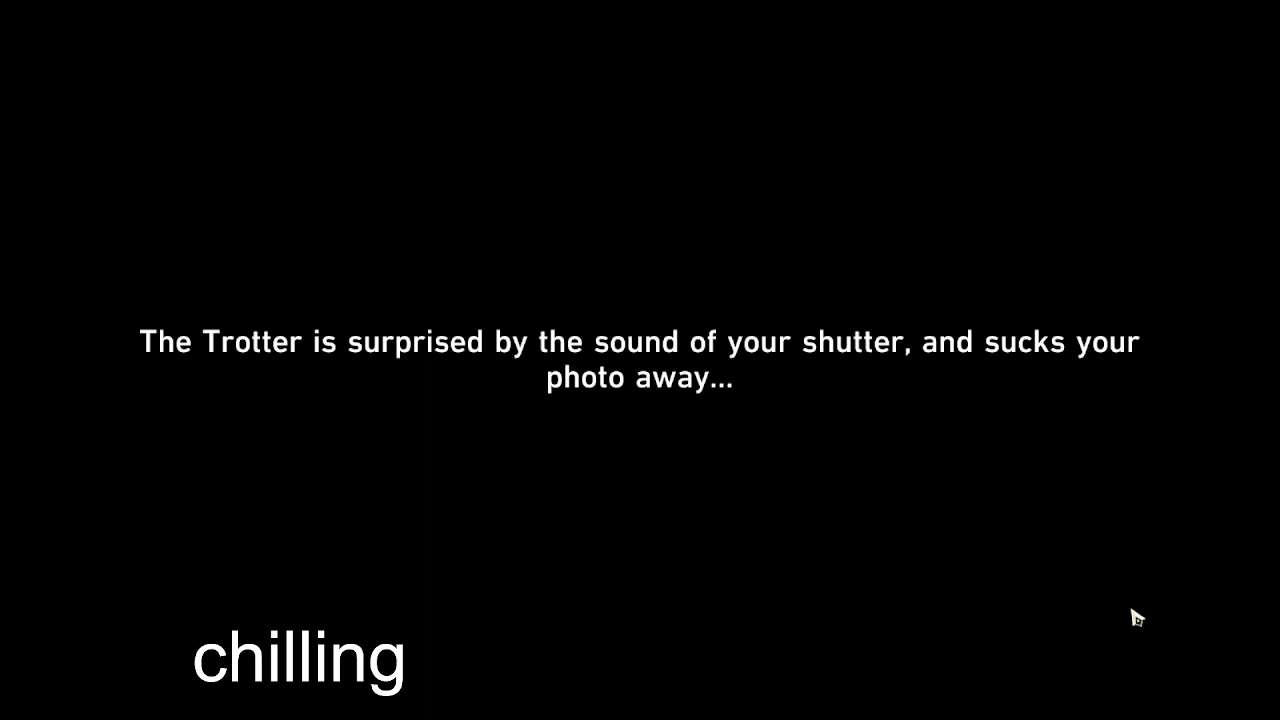 The Trotter is surprised by the sound of your shutter, and sucks your
photo away...
chilling